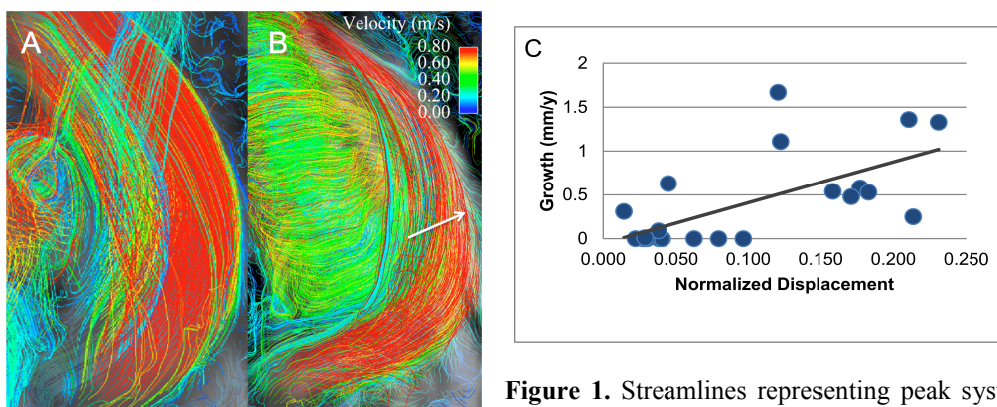 A
B
Velocity (m/s)
0.80
0.60
0.40
0.20
0.00
C
2
1.5
1
0.5
0
Growth (mm/y)
0.000 0.050 0.100 0.150 0.200 0.250
Normalized Displacement
Figure 1. Streamlines representing peak sys